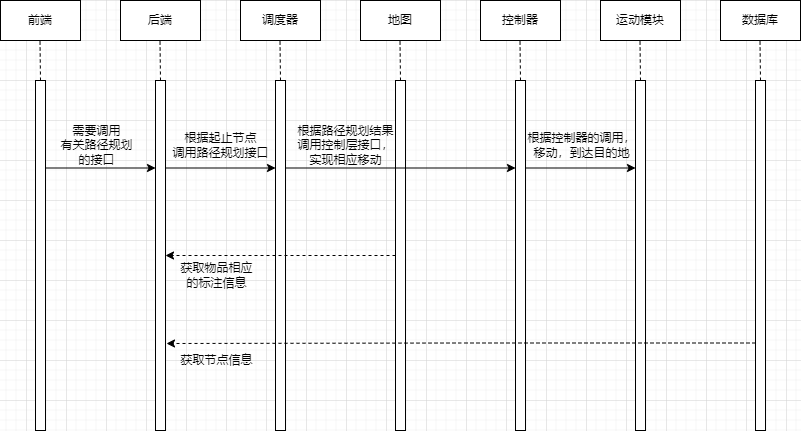 前端
后端
调度器
地图
控制器
运动模块
数据库
需要调用
有关路径规划
的接口
根据起止节点
调用路径规划接口
根据路径规划结果
调用控制层接口，
实现相应移动
根据控制器的调用，
移动，到达目的地
获取物品相应
的标注信息
获取节点信息